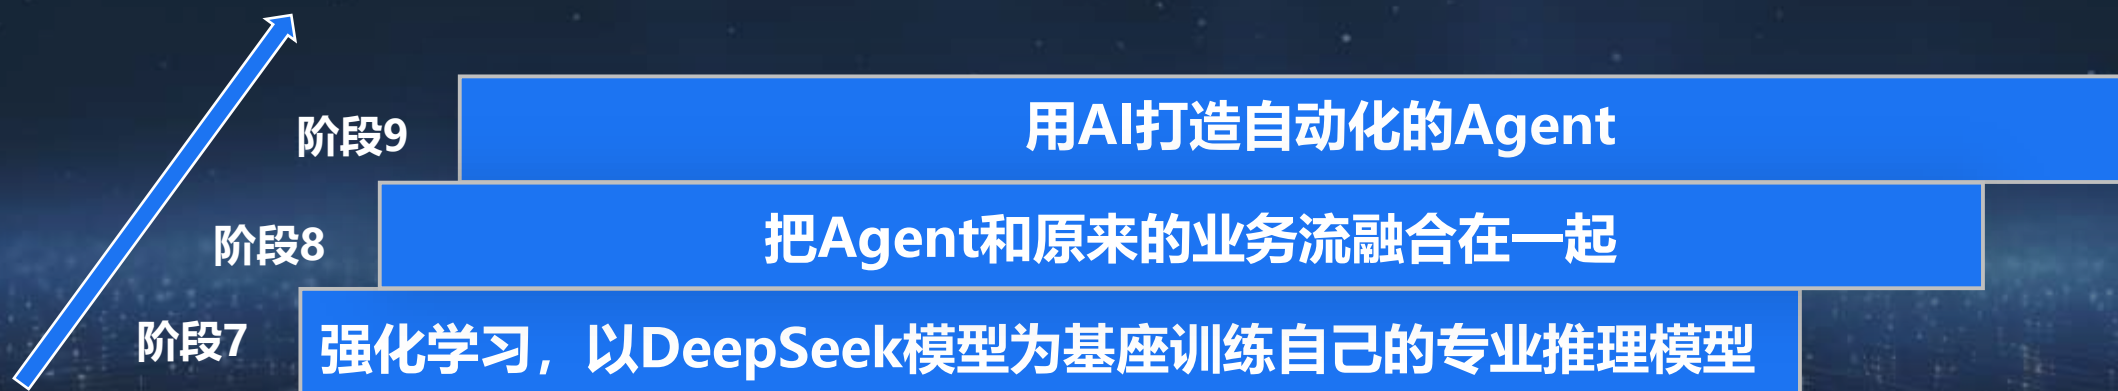 阶段9
用AI打造自动化的Agent
阶段8
把Agent和原来的业务流融合在一起
阶段7
强化学习，以DeepSeek模型为基座训练自己的专业推理模型